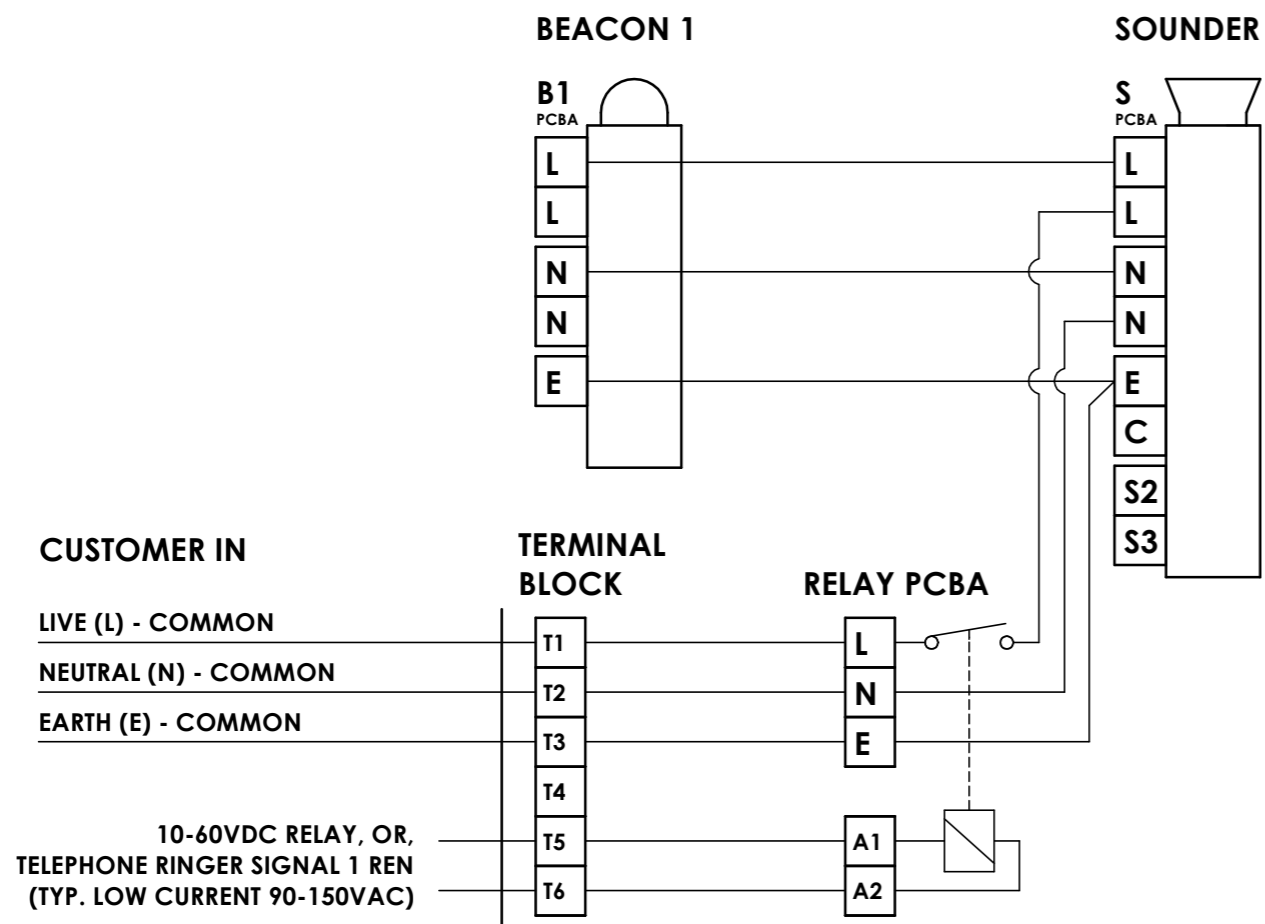 BEACON 1
SOUNDER
B1
PCBA
L
L
N
N
E
S
PCBA
L
L
N
N
E
C
S2
S3
CUSTOMER IN
TERMINAL
BLOCK
RELAY PCBA
LIVE (L) - COMMON
T1
L
NEUTRAL (N) - COMMON
T2
N
EARTH (E) - COMMON
T3
E
T4
10-60VDC RELAY, OR,
TELEPHONE RINGER SIGNAL 1 REN
(TYP. LOW CURRENT 90-150VAC)
T5
A1
T6
A2